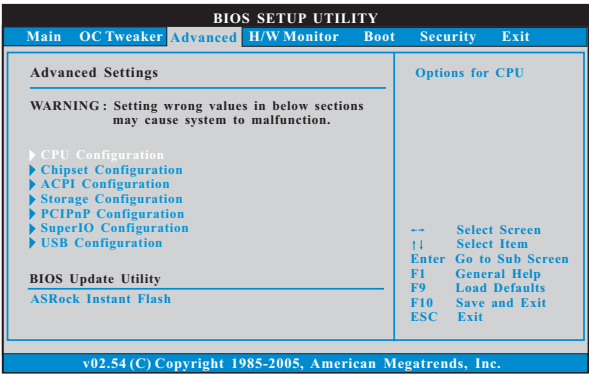 BIOS SETUP UTILITY
Main OC Tweaker Advanced H/W Monitor Boot Security Exit
Advanced Settings
WARNING : Setting wrong values in below sections
may cause system to malfunction.
CPU Configuration
Chipset Configuration
ACPI Configuration
Storage Configuration
PCIPnP Configuration
SuperIO Configuration
USB Configuration
BIOS Update Utility
ASRock Instant Flash
Options for CPU
←→ Select Screen
↑↓ Select Item
Enter Go to Sub Screen
F1 General Help
F9 Load Defaults
F10 Save and Exit
ESC Exit
v02.54 (C) Copyright 1985-2005, American Megatrends, Inc.